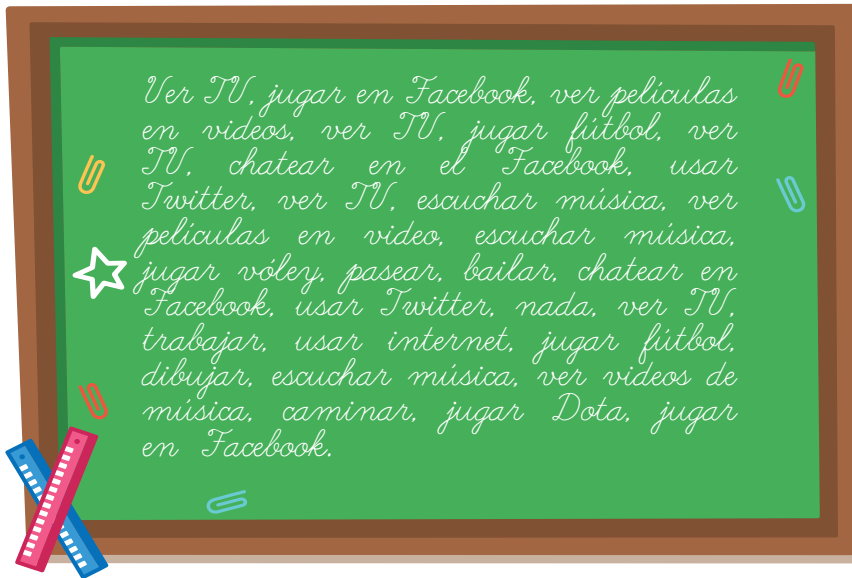 Ver TV, jugar en Facebook, ver películas
en videos, ver TV, jugar fútbol, ver
TV, chatear en el Facebook, usar
Twitter, ver TV, escuchar música, ver
películas en video, escuchar música,
jugar vóley, pasear, bailar, chatear en
Facebook, usar Twitter, nada, ver TV,
trabajar, usar internet, jugar fútbol,
dibujar, escuchar música, ver videos de
música, caminar, jugar Dota, jugar
en Facebook.